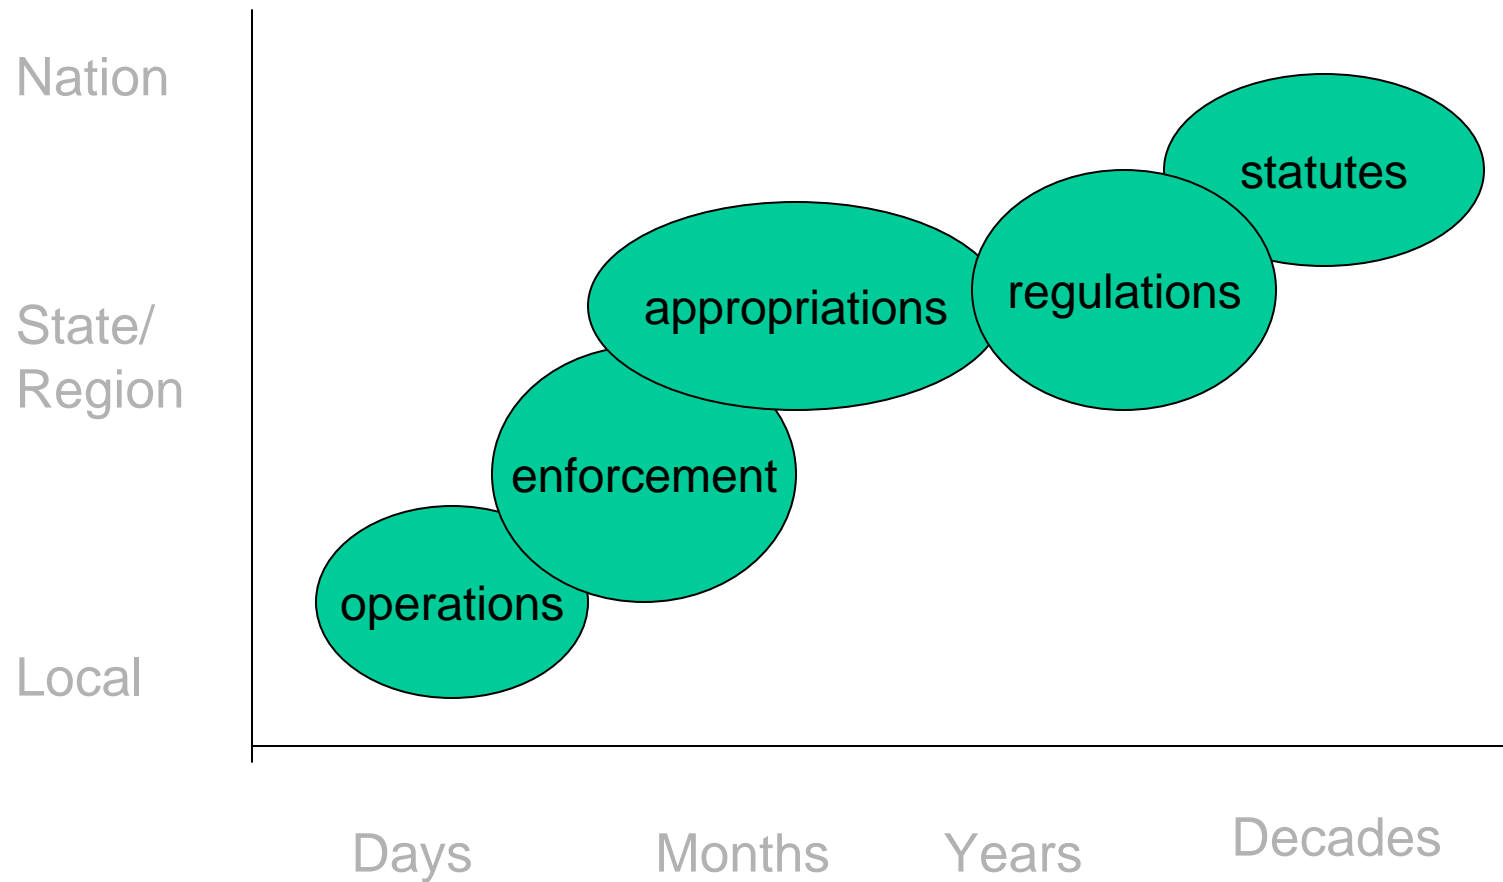 Nation
statutes
regulations
appropriations
State/
Region
enforcement
operations
Local
Days
Months
Years
Decades